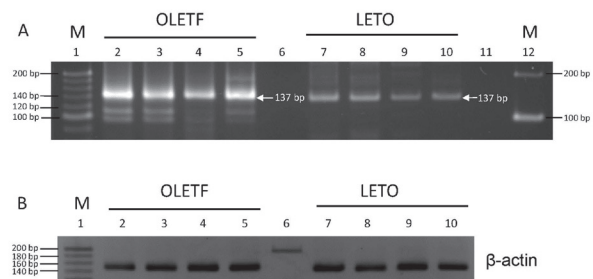 OLETF LETO
A M M
1 2 3 4 5 6 7 8 9 10 11 12
200 bp 200 bp
140 bp 137 bp 137 bp
120 bp
100 bp 100 bp
OLETF LETO
B M
1 2 3 4 5 6 7 8 9 10
200 bp
180 bp
160 bp β-actin
140 bp